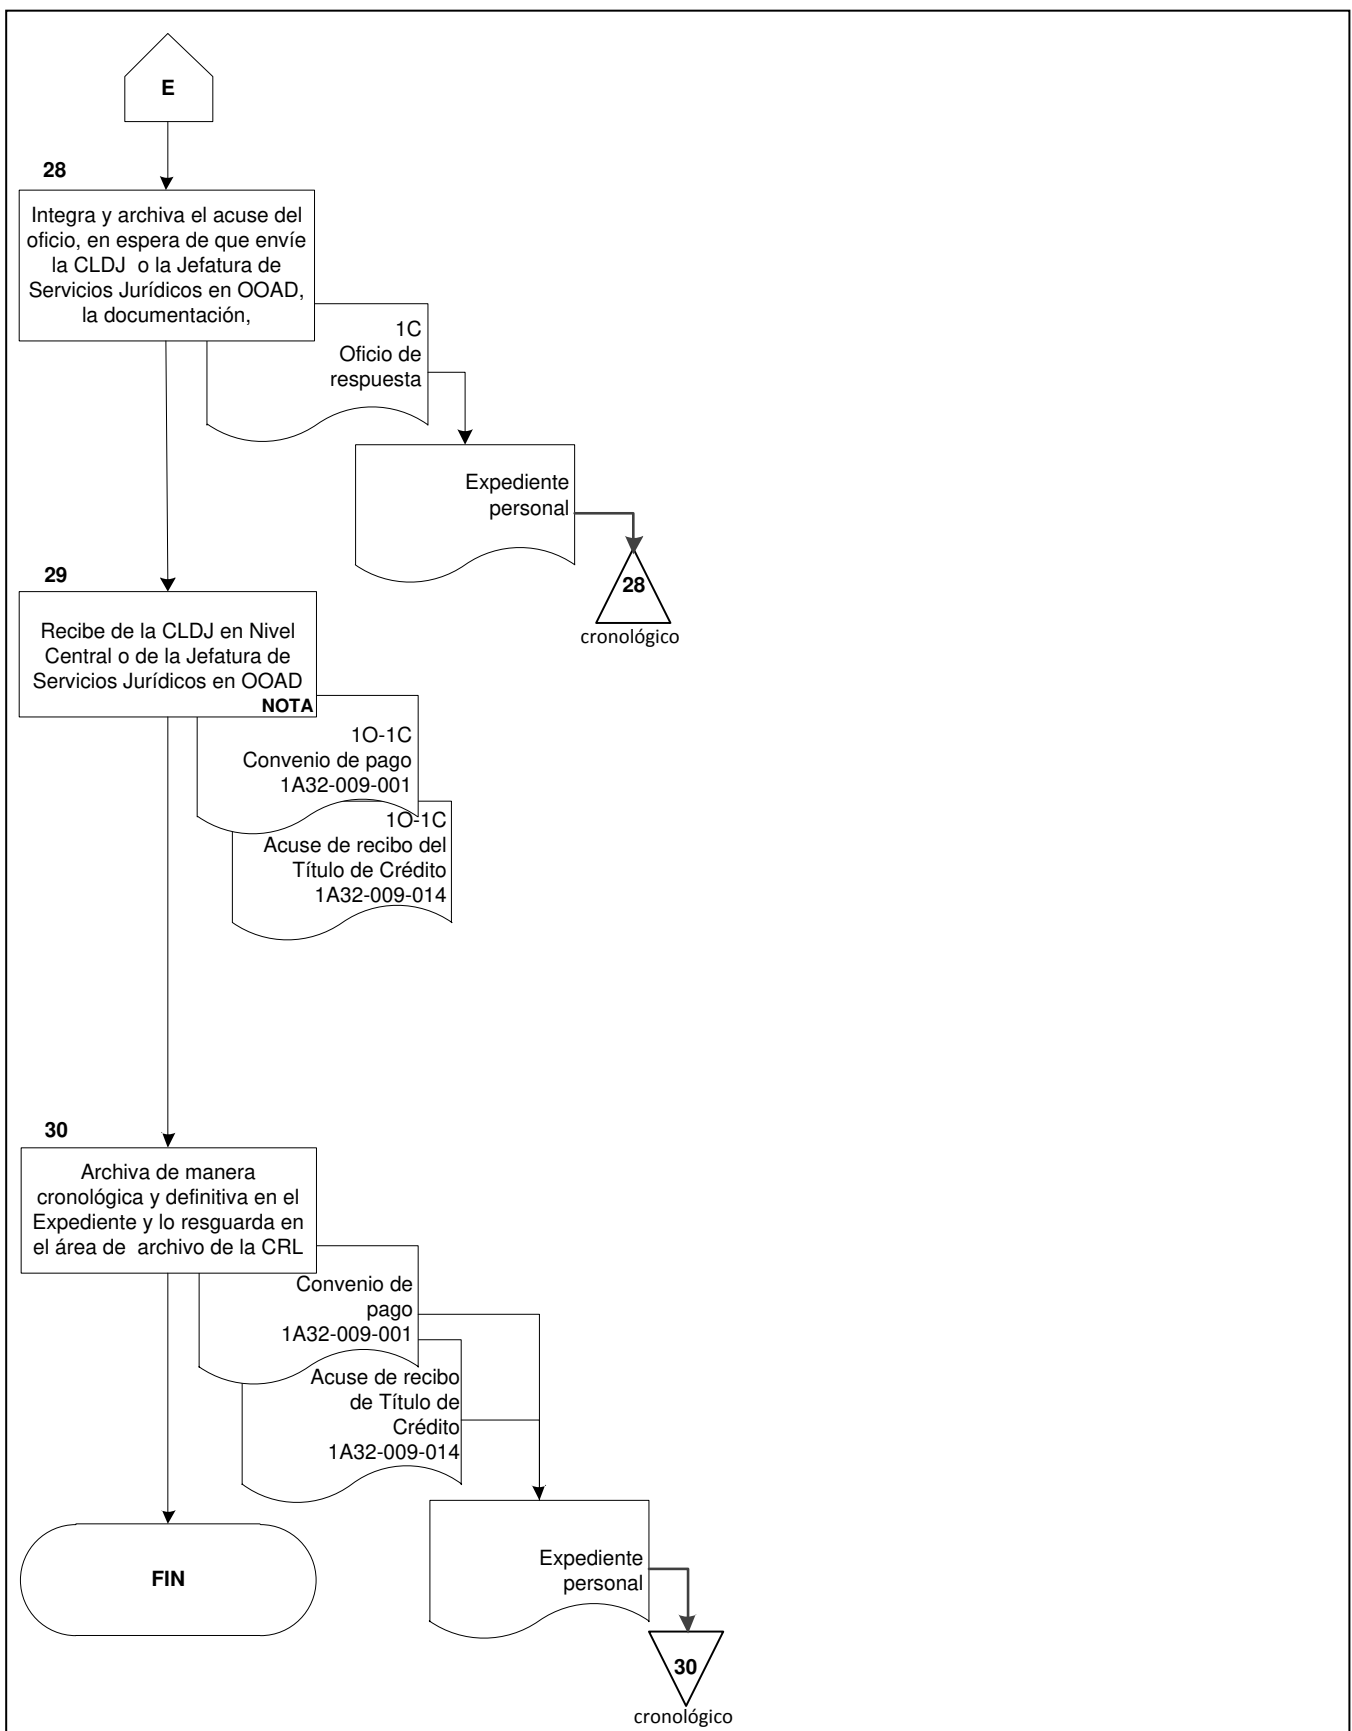 E
28
Integra y archiva el acuse del
oficio, en espera de que envíe
la CLDJ o la Jefatura de
Servicios Jurídicos en OOAD,
la documentación,
1C
Oficio de
respuesta
Expediente
personal
28
cronológico
29
Recibe de la CLDJ en Nivel
Central o de la Jefatura de
Servicios Jurídicos en OOAD
NOTA
1O-1C
Convenio de pago
1A32-009-001
1O-1C
Acuse de recibo del
Título de Crédito
1A32-009-014
30
Archiva de manera
cronológica y definitiva en el
Expediente y lo resguarda en
el área de archivo de la CRL
Convenio de
pago
1A32-009-001
Acuse de recibo
de Título de
Crédito
1A32-009-014
Expediente
personal
30
cronológico
FIN